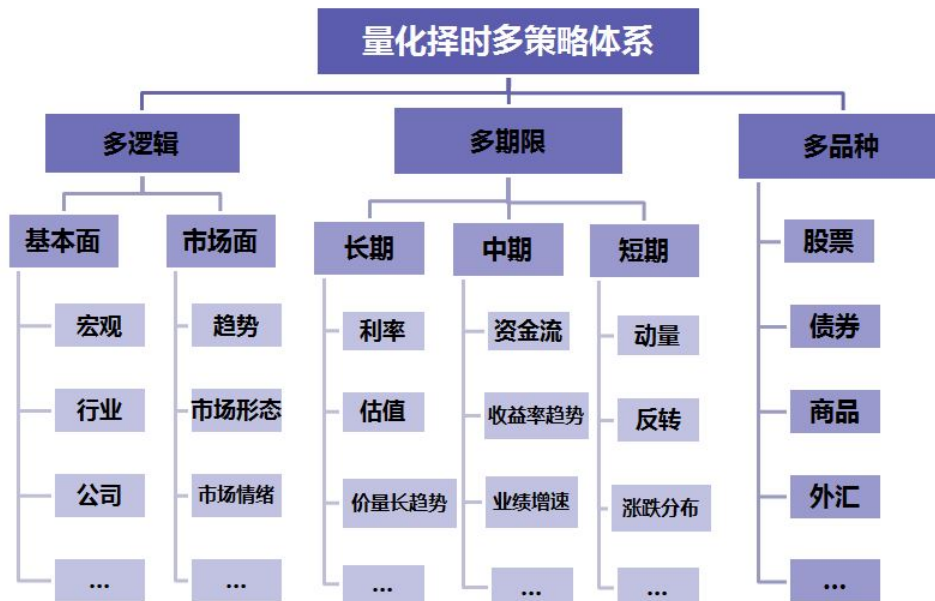 量化择时多策略体系
多逻辑
多期限
多品种
基本面
市场面
长期
中期
短期
股票
宏观
趋势
利率
资金流
动量
债券
行业
市场形态
估值
收益率趋势
反转
商品
公司
市场情绪
价量长趋势
业绩增速
涨跌分布
外汇
...
...
...
...
...
...